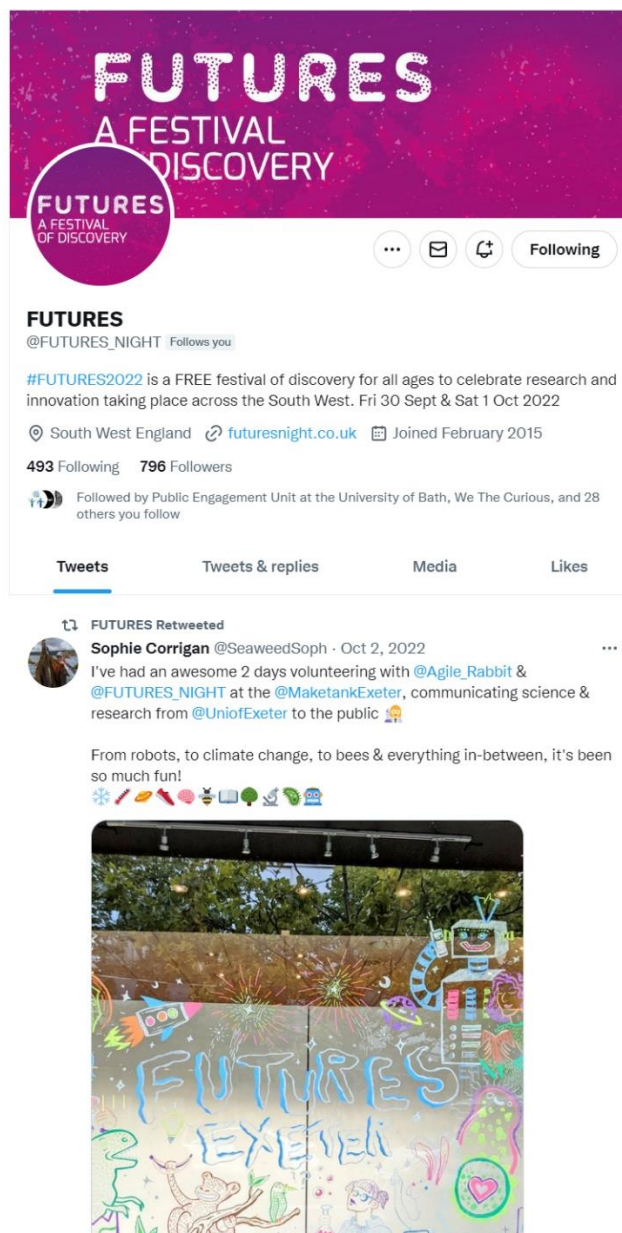 FUTURES
A FESTIVAL
DISCOVERY
FUTURES
A FESTIVAL
OF DISCOVERY
Following
FUTURES
@FUTURES_NIGHT Follows you
#FUTURES2022 is a FREE festival of discovery for all ages to celebrate research and
innovation taking place across the South West. Fri 30 Sept & Sat 1 Oct 2022
South West England futuresnight.co.uk Joined February 2015
493 Following 796 Followers
Followed by Public Engagement Unit at the University of Bath, We The Curious, and 28
others you follow
Tweets Tweets & replies Media Likes
FUTURES Retweeted
Sophie Corrigan @SeaweedSoph · Oct 2, 2022
I've had an awesome 2 days volunteering with @Agile_Rabbit &
@FUTURES_NIGHT at the @MaketankExeter, communicating science &
research from @UniofExeter to the public
From robots, to climate change, to bees & everything in-between, it's been
so much fun!
FUTURES
EXETER